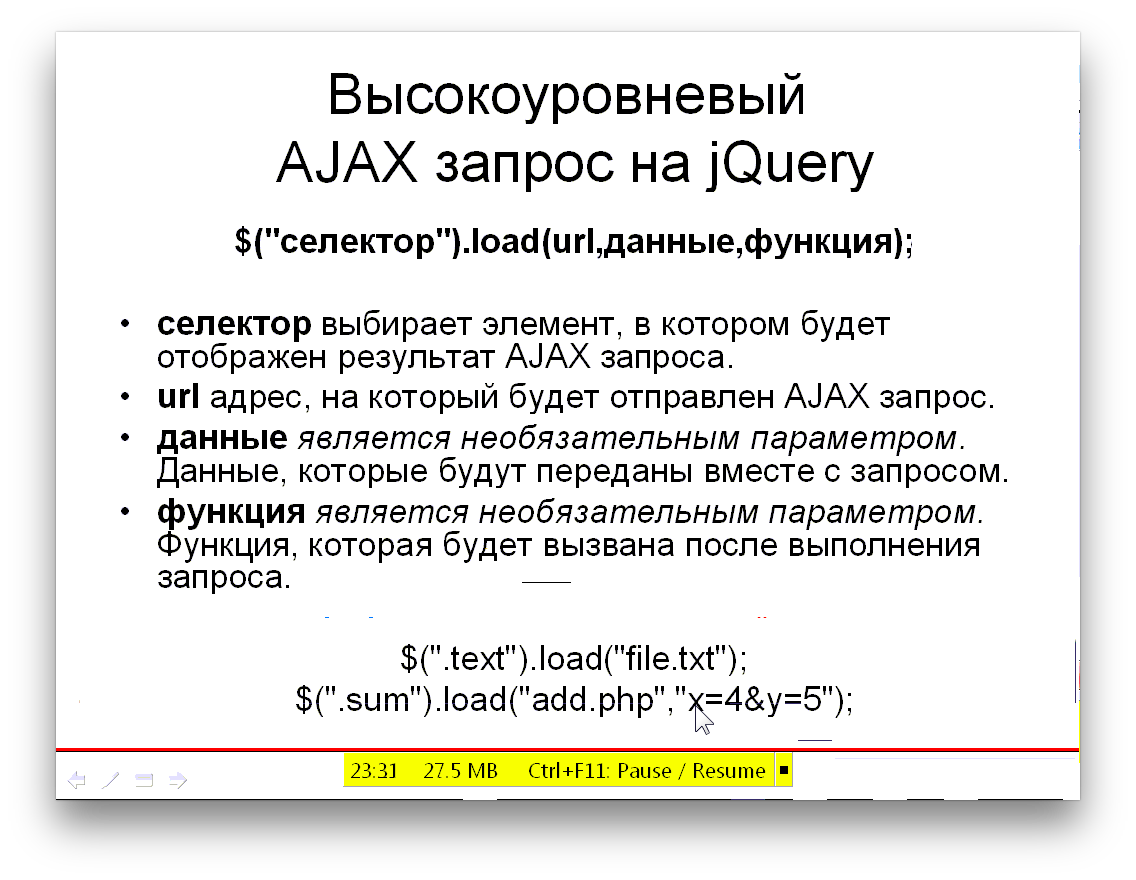 Высокоуровневый
AJAX запрос на jQuery
$("селектор").load(url,данные,функция);
• селектор выбирает элемент, в котором будет
отображен результат AJAX запроса.
• url адрес, на который будет отправлен AJAX запрос.
• данные является необязательным параметром.
Данные, которые будут переданы вместе с запросом.
• функция является необязательным параметром.
Функция, которая будет вызвана после выполнения
запроса.
$(".text").load("file.txt");
$(".sum").load("add.php","x=4&y=5");
23:31 27.5 MB Ctrl+F11: Pause / Resume